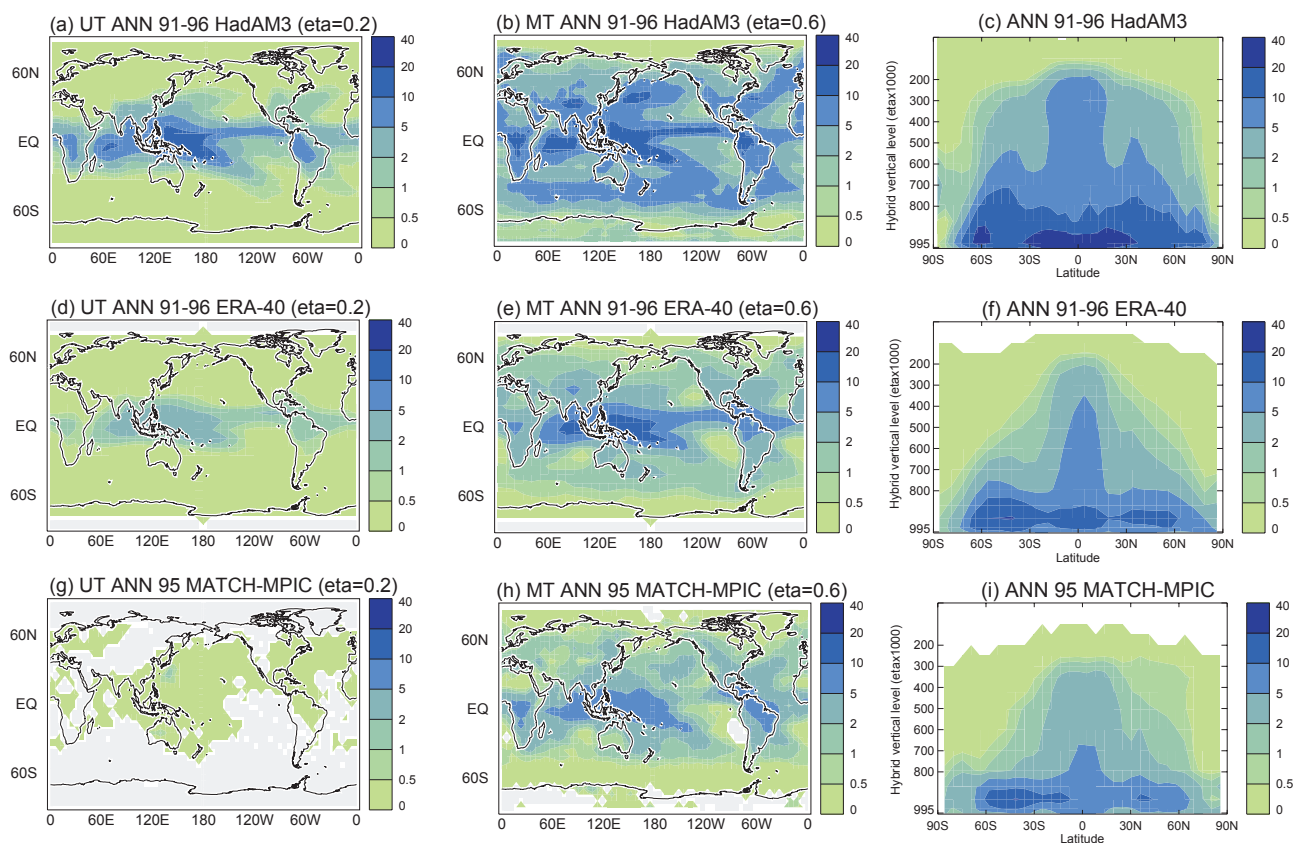 (a) UT ANN 91-96 HadAM3 (eta=0.2)
60N
EQ
60S
60E 120E 180 120W 60W 0
40
20
10
5
2
1
0.5
0
(b) MT ANN 91-96 HadAM3 (eta=0.6)
60N
EQ
60S
60E 120E 180 120W 60W 0
40
20
10
5
2
1
0.5
0
(c) ANN 91-96 HadAM3
Hybrid vertical level (etax1000)
200
300
400
500
600
700
800
995
90S 60S 30S 0 30N 60N 90N
Latitude
40
20
10
5
2
1
0.5
0
(d) UT ANN 91-96 ERA-40 (eta=0.2)
60N
EQ
60S
60E 120E 180 120W 60W 0
40
20
10
5
2
1
0.5
0
(e) MT ANN 91-96 ERA-40 (eta=0.6)
60N
EQ
60S
60E 120E 180 120W 60W 0
40
20
10
5
2
1
0.5
0
(f) ANN 91-96 ERA-40
Hybrid vertical level (etax1000)
200
300
400
500
600
700
800
995
90S 60S 30S 0 30N 60N 90N
Latitude
40
20
10
5
2
1
0.5
0
(g) UT ANN 95 MATCH-MPIC (eta=0.2)
60N
EQ
60S
60E 120E 180 120W 60W 0
40
20
10
5
2
1
0.5
0
(h) MT ANN 95 MATCH-MPIC (eta=0.6)
60N
EQ
60S
60E 120E 180 120W 60W 0
40
20
10
5
2
1
0.5
0
(i) ANN 95 MATCH-MPIC
Hybrid vertical level (etax1000)
200
300
400
500
600
700
800
995
90S 60S 30S 0 30N 60N 90N
Latitude
40
20
10
5
2
1
0.5
0